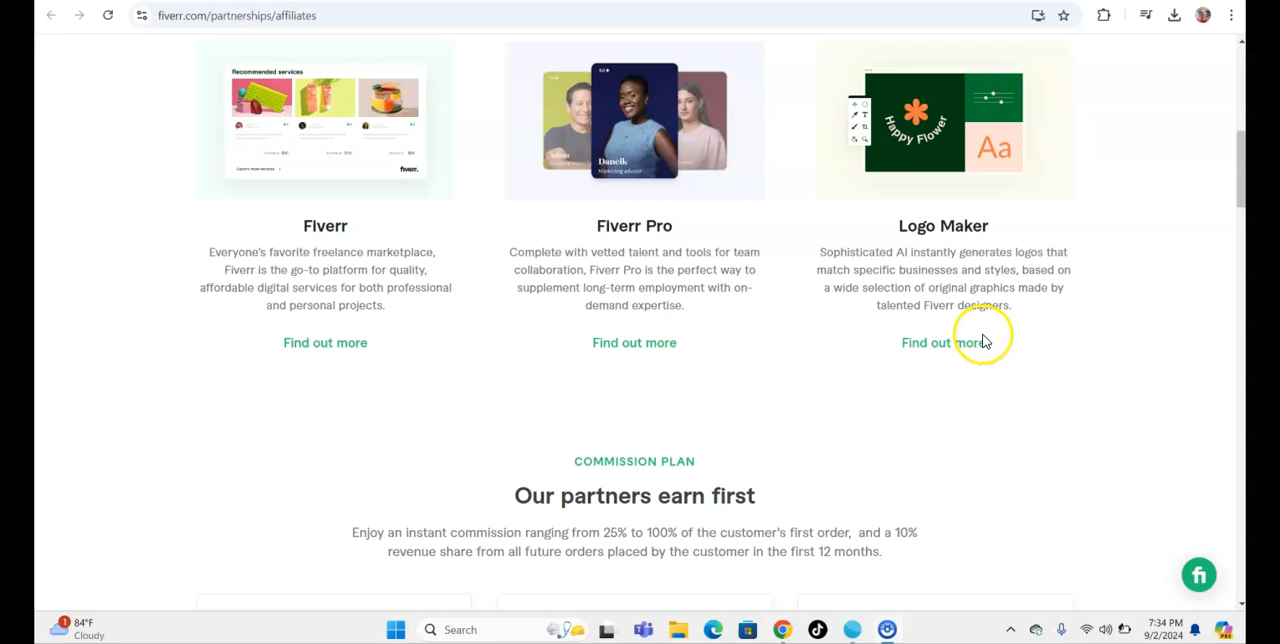 fiverr.com/partnerships/affiliates
Recommended services
fiverr.
Adam
Daneik
Marketing advisor
Happy Flower
Aa
Fiverr
Fiverr Pro
Logo Maker
Everyone's favorite freelance marketplace,
Fiverr is the go-to platform for quality,
affordable digital services for both professional
and personal projects.
Complete with vetted talent and tools for team
collaboration, Fiverr Pro is the perfect way to
supplement long-term employment with on-
demand expertise.
Sophisticated AI instantly generates logos that
match specific businesses and styles, based on
a wide selection of original graphics made by
talented Fiverr designers.
Find out more
Find out more
Find out more
COMMISSION PLAN
Our partners earn first
Enjoy an instant commission ranging from 25% to 100% of the customer's first order, and a 10%
revenue share from all future orders placed by the customer in the first 12 months.
fi
1
84°F
Cloudy
Search
7:34 PM
9/2/2024